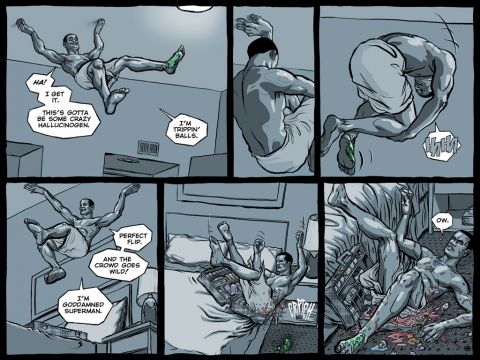 HA!
I GET
IT.
THIS'S GOTTA
BE SOME CRAZY
HALLUCINOGEN.
I'M
TRIPPIN'
BALLS.
HAHA
PERFECT
FLIP.
AND THE
CROWD GOES
WILD!
I'M
GODDAMNED
SUPERMAN.
OW.